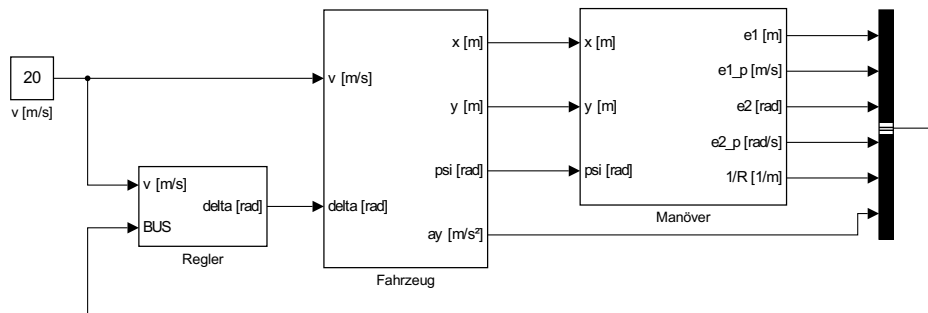 20
v [m/s]
v [m/s]
BUS
delta [rad]
Regler
v [m/s]
delta [rad]
x [m]
y [m]
psi [rad]
ay [m/s²]
Fahrzeug
x [m]
y [m]
psi [rad]
e1 [m]
e1_p [m/s]
e2 [rad]
e2_p [rad/s]
1/R [1/m]
Manöver